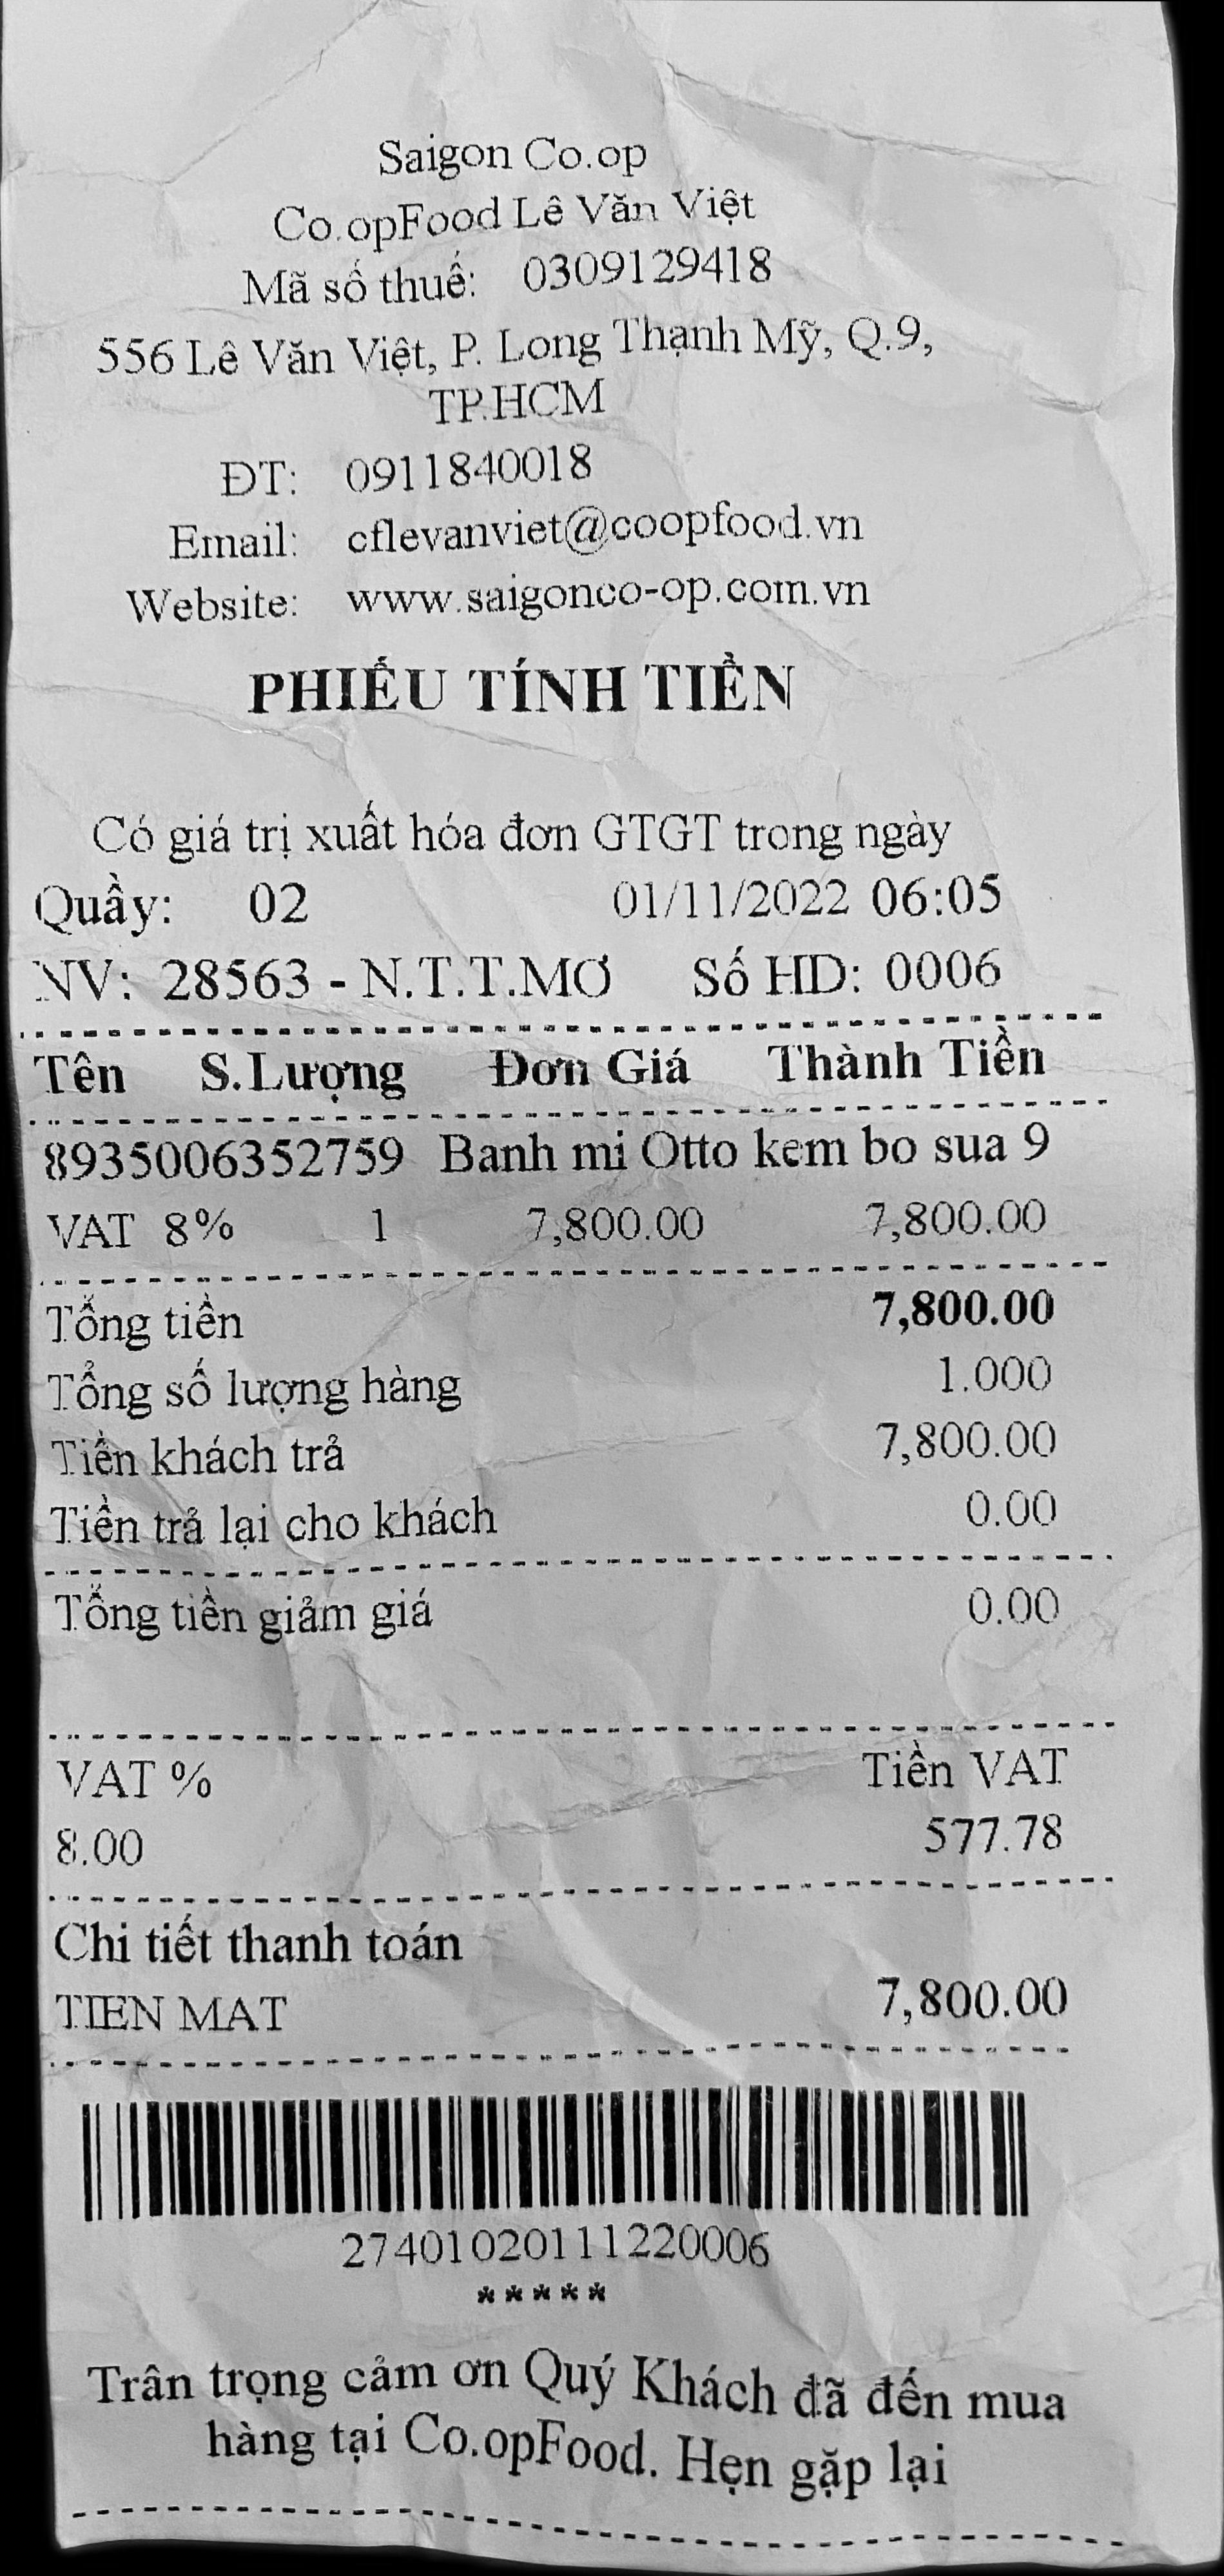 Saigon Co.op
Co.opFood Lê Văn Việt
Mã số thuế: 0309129418
556 Lê Văn Việt, P. Long Thạnh Mỹ, Q.9,
TP.HCM
ĐT: 0911840018
Email: cflevanviet@coopfood.vn
Website: www.saigonco-op.com.vn
PHIẾU TÍNH TIỀN
Có giá trị xuất hóa đơn GTGT trong ngày
Quầy: 02 01/11/2022 06:05
NV: 28563 - N.T.T.MƠ Số HD: 0006
Tên S.Lượng Đơn Giá Thành Tiền
8935006352759 Banh mi Otto kem bo sua 9
VAT 8% 1 7,800.00 7,800.00
Tổng tiền 7,800.00
Tổng số lượng hàng 1.000
Tiền khách trả 7,800.00
Tiền trả lại cho khách 0.00
Tổng tiền giảm giá 0.00
VAT % Tiền VAT
8.00 577.78
Chi tiết thanh toán
TIEN MAT 7,800.00
27401020111220006
*****
Trân trọng cảm ơn Quý Khách đã đến mua
hàng tại Co.opFood. Hẹn gặp lại